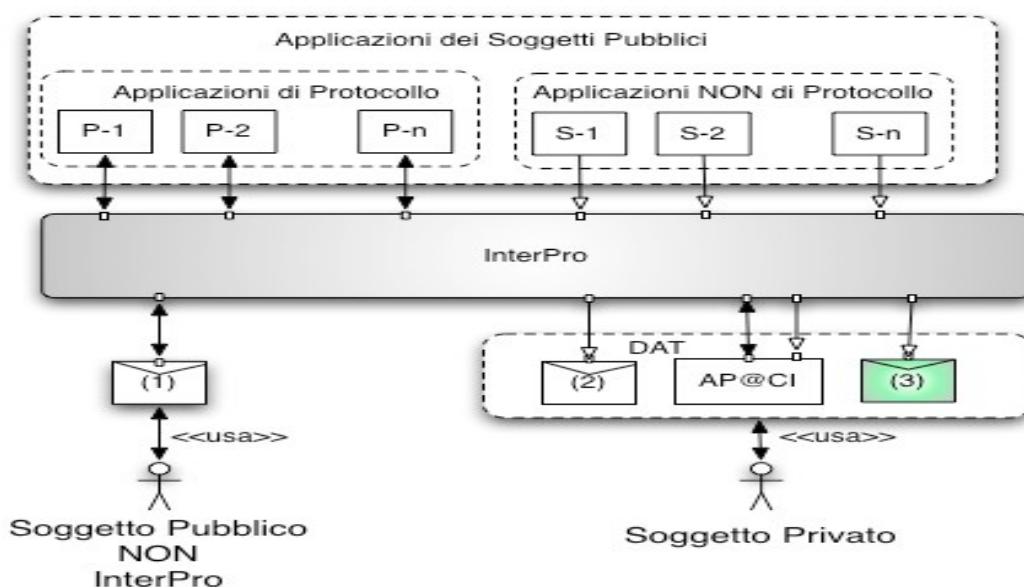 Applicazioni dei Soggetti Pubblici
Applicazioni di Protocollo
Applicazioni NON di Protocollo
P-1
P-2
P-n
S-1
S-2
S-n
InterPro
DAT
(1)
(2)
AP@CI
(3)
<<usa>>
<<usa>>
Soggetto Pubblico
NON
InterPro
Soggetto Privato